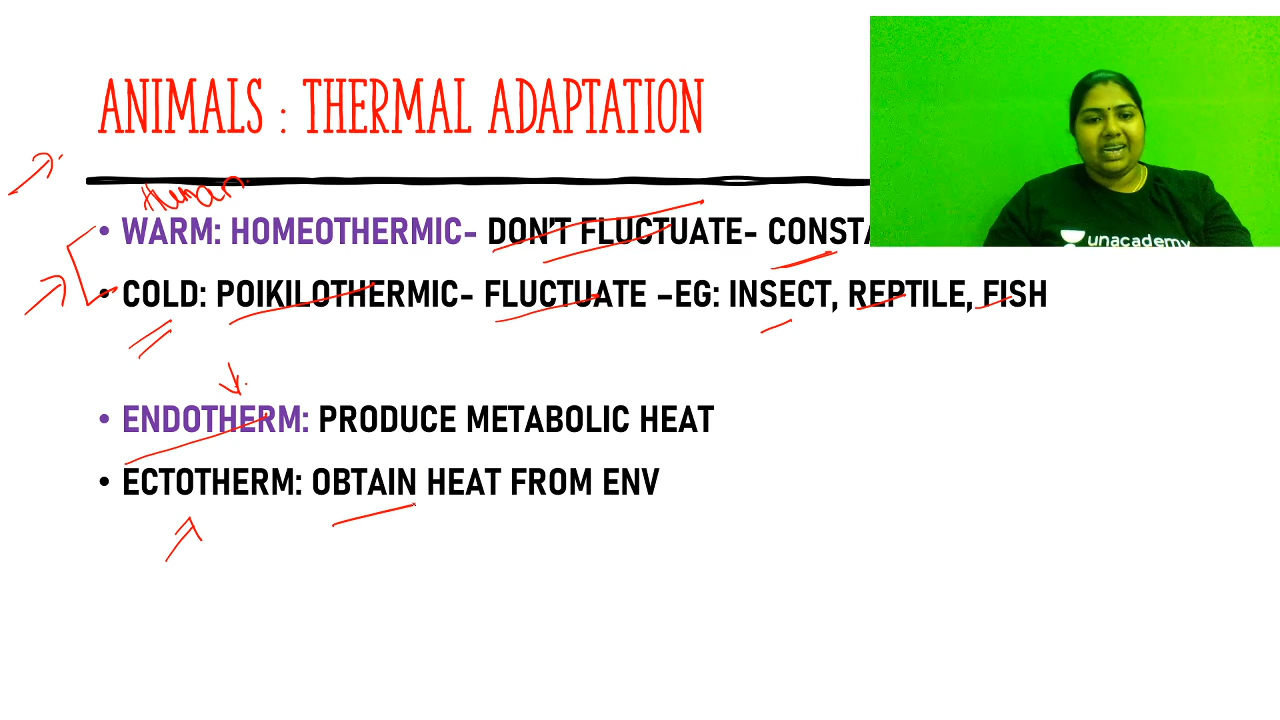 ANIMALS : THERMAL ADAPTATION
Human
• WARM: HOMEOTHERMIC- DON'T FLUCTUATE- CONSTA
• COLD: POIKILOTHERMIC- FLUCTUATE –EG: INSECT, REPTILE, FISH
• ENDOTHERM: PRODUCE METABOLIC HEAT
• ECTOTHERM: OBTAIN HEAT FROM ENV
unacademy